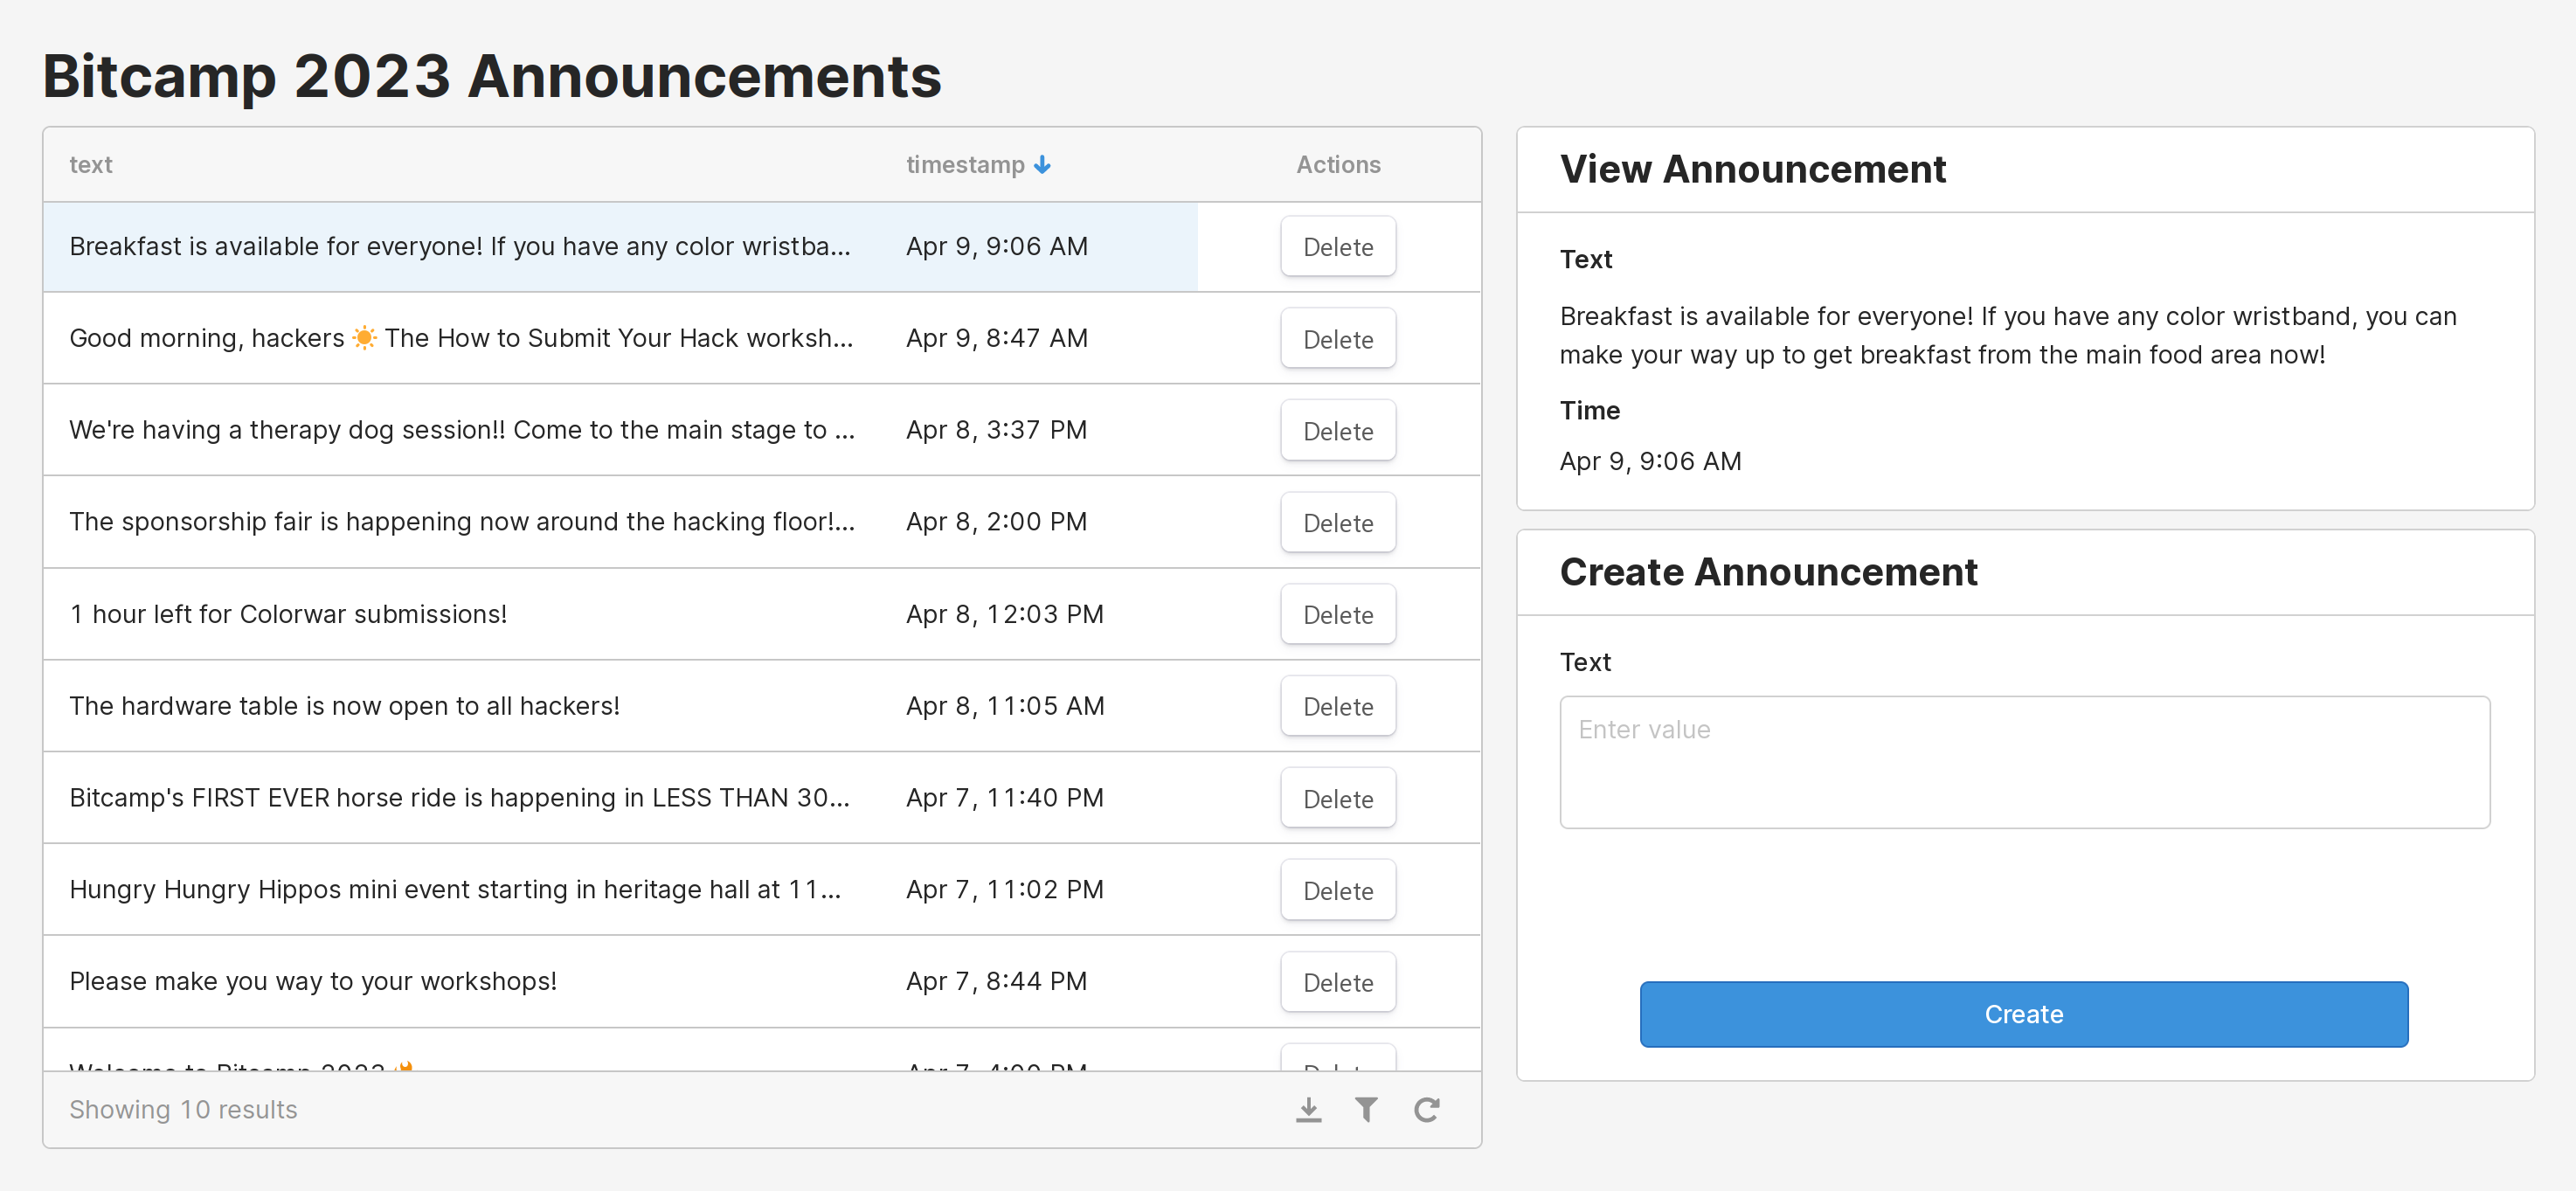 Bitcamp 2023 Announcements
text timestamp Actions
Breakfast is available for everyone! If you have any color wristba... Apr 9, 9:06 AM Delete
Good morning, hackers ☀️ The How to Submit Your Hack worksh... Apr 9, 8:47 AM Delete
We're having a therapy dog session!! Come to the main stage to ... Apr 8, 3:37 PM Delete
The sponsorship fair is happening now around the hacking floor!... Apr 8, 2:00 PM Delete
1 hour left for Colorwar submissions! Apr 8, 12:03 PM Delete
The hardware table is now open to all hackers! Apr 8, 11:05 AM Delete
Bitcamp's FIRST EVER horse ride is happening in LESS THAN 30... Apr 7, 11:40 PM Delete
Hungry Hungry Hippos mini event starting in heritage hall at 11... Apr 7, 11:02 PM Delete
Please make you way to your workshops! Apr 7, 8:44 PM Delete
Welcome to Bitcamp 2023 🔥 Apr 7, 4:00 PM Delete
Showing 10 results
View Announcement
Text
Breakfast is available for everyone! If you have any color wristband, you can
make your way up to get breakfast from the main food area now!
Time
Apr 9, 9:06 AM
Create Announcement
Text
Enter value
Create